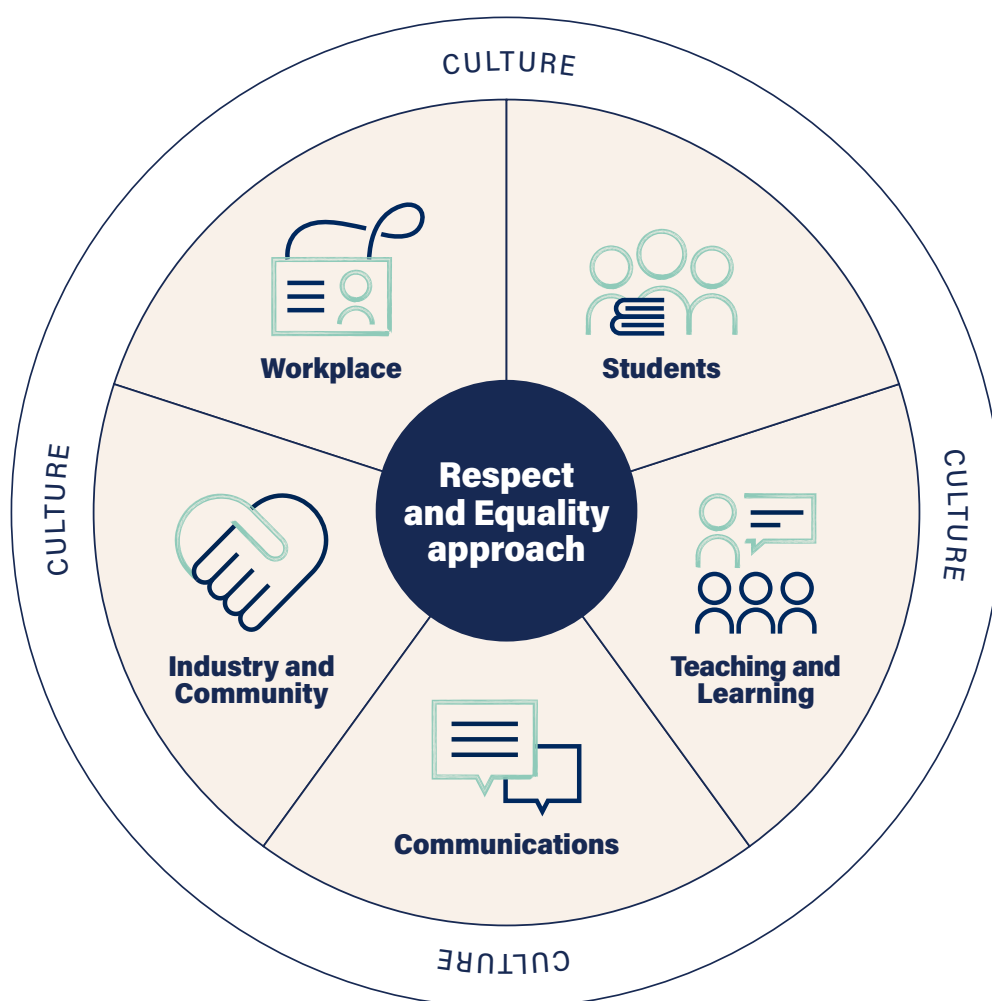 CULTURE
Workplace
Students
Respect
and Equality
approach
CULTURE
CULTURE
Industry and
Community
Teaching and
Learning
Communications
CULTURE